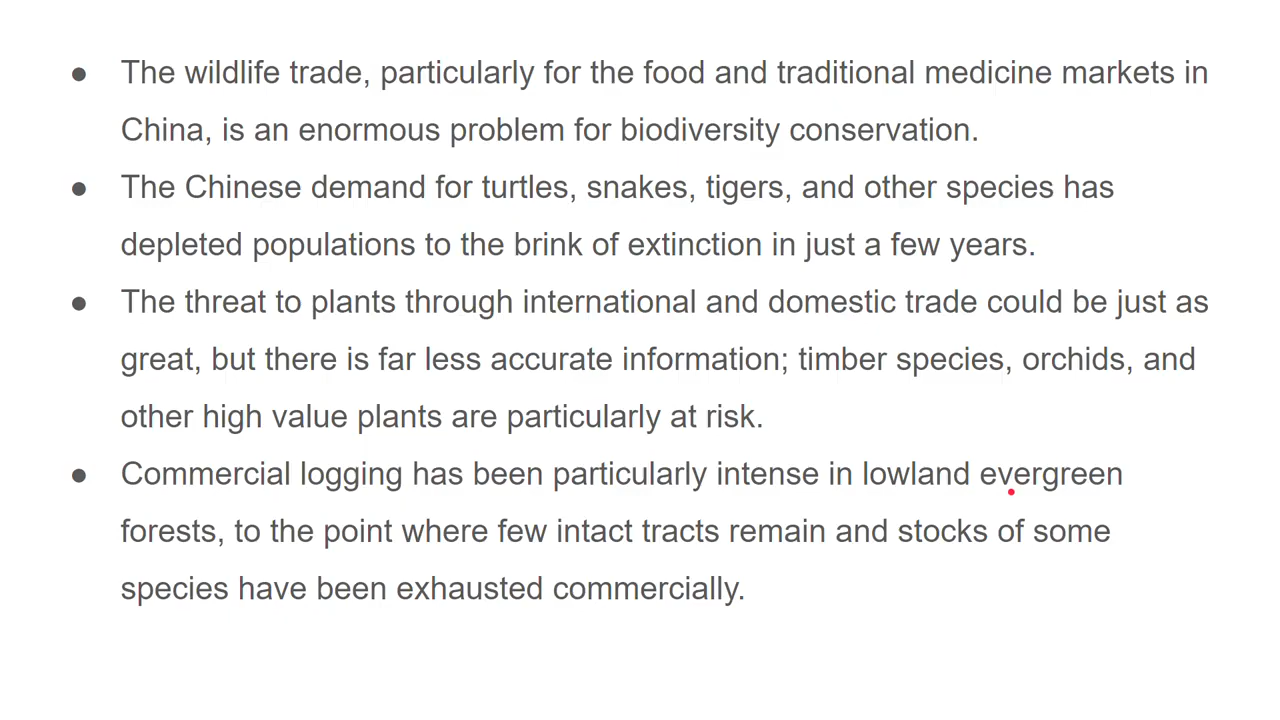 ● The wildlife trade, particularly for the food and traditional medicine markets in
China, is an enormous problem for biodiversity conservation.
● The Chinese demand for turtles, snakes, tigers, and other species has
depleted populations to the brink of extinction in just a few years.
● The threat to plants through international and domestic trade could be just as
great, but there is far less accurate information; timber species, orchids, and
other high value plants are particularly at risk.
● Commercial logging has been particularly intense in lowland evergreen
forests, to the point where few intact tracts remain and stocks of some
species have been exhausted commercially.